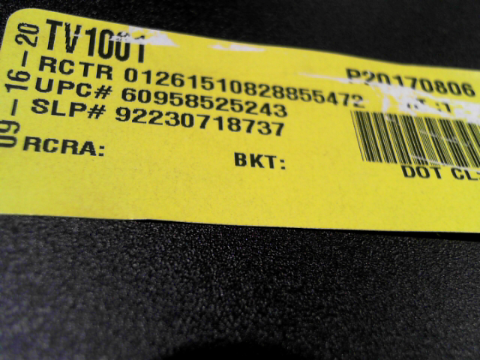 09-16-20
TV1001
P20170806
RCTR 01261510828855472
UPC# 60958525243
SLP# 92230718737
RCRA:
BKT:
DOT CL